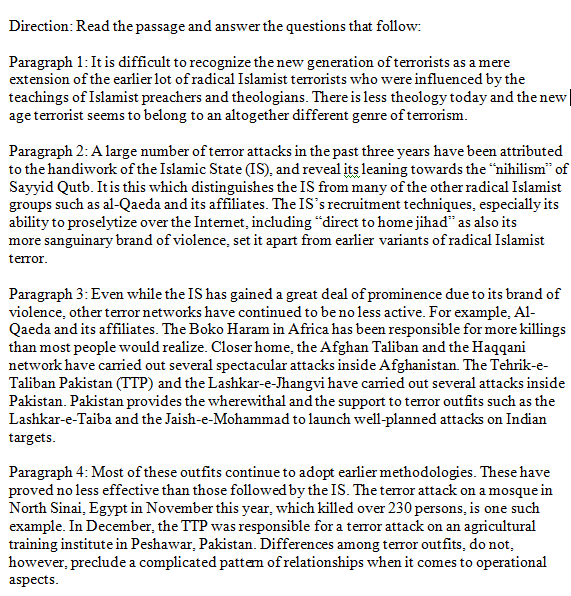 Direction: Read the passage and answer the questions that follow:
Paragraph 1: It is difficult to recognize the new generation of terrorists as a mere
extension of the earlier lot of radical Islamist terrorists who were influenced by the
teachings of Islamist preachers and theologians. There is less theology today and the new
age terrorist seems to belong to an altogether different genre of terrorism.
Paragraph 2: A large number of terror attacks in the past three years have been attributed
to the handiwork of the Islamic State (IS), and reveal its leaning towards the “nihilism” of
Sayyid Qutb. It is this which distinguishes the IS from many of the other radical Islamist
groups such as al-Qaeda and its affiliates. The IS’s recruitment techniques, especially its
ability to proselytize over the Internet, including “direct to home jihad” as also its
more sanguinary brand of violence, set it apart from earlier variants of radical Islamist
terror.
Paragraph 3: Even while the IS has gained a great deal of prominence due to its brand of
violence, other terror networks have continued to be no less active. For example, Al-
Qaeda and its affiliates. The Boko Haram in Africa has been responsible for more killings
than most people would realize. Closer home, the Afghan Taliban and the Haqqani
network have carried out several spectacular attacks inside Afghanistan. The Tehrik-e-
Taliban Pakistan (TTP) and the Lashkar-e-Jhangvi have carried out several attacks inside
Pakistan. Pakistan provides the wherewithal and the support to terror outfits such as the
Lashkar-e-Taiba and the Jaish-e-Mohammad to launch well-planned attacks on Indian
targets.
Paragraph 4: Most of these outfits continue to adopt earlier methodologies. These have
proved no less effective than those followed by the IS. The terror attack on a mosque in
North Sinai, Egypt in November this year, which killed over 230 persons, is one such
example. In December, the TTP was responsible for a terror attack on an agricultural
training institute in Peshawar, Pakistan. Differences among terror outfits, do not,
however, preclude a complicated pattern of relationships when it comes to operational
aspects.